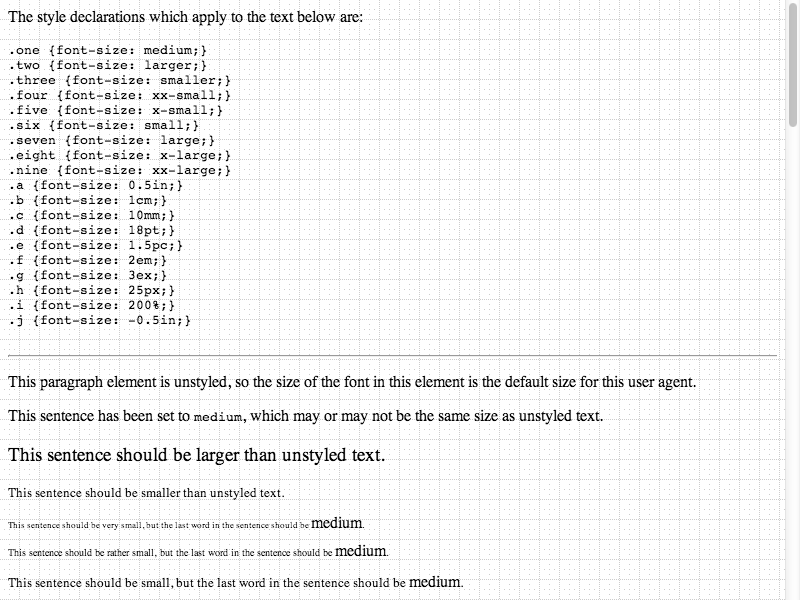 The style declarations which apply to the text below are:
.one {font-size: medium;}
.two {font-size: larger;}
.three {font-size: smaller;}
.four {font-size: xx-small;}
.five {font-size: x-small;}
.six {font-size: small;}
.seven {font-size: large;}
.eight {font-size: x-large;}
.nine {font-size: xx-large;}
.a {font-size: 0.5in;}
.b {font-size: 1cm;}
.c {font-size: 10mm;}
.d {font-size: 18pt;}
.e {font-size: 1.5pc;}
.f {font-size: 2em;}
.g {font-size: 3ex;}
.h {font-size: 25px;}
.i {font-size: 200%;}
.j {font-size: -0.5in;}
This paragraph element is unstyled, so the size of the font in this element is the default size for this user agent.
This sentence has been set to medium, which may or may not be the same size as unstyled text.
This sentence should be larger than unstyled text.
This sentence should be smaller than unstyled text.
This sentence should be very small, but the last word in the sentence should be medium.
This sentence should be rather small, but the last word in the sentence should be medium.
This sentence should be small, but the last word in the sentence should be medium.